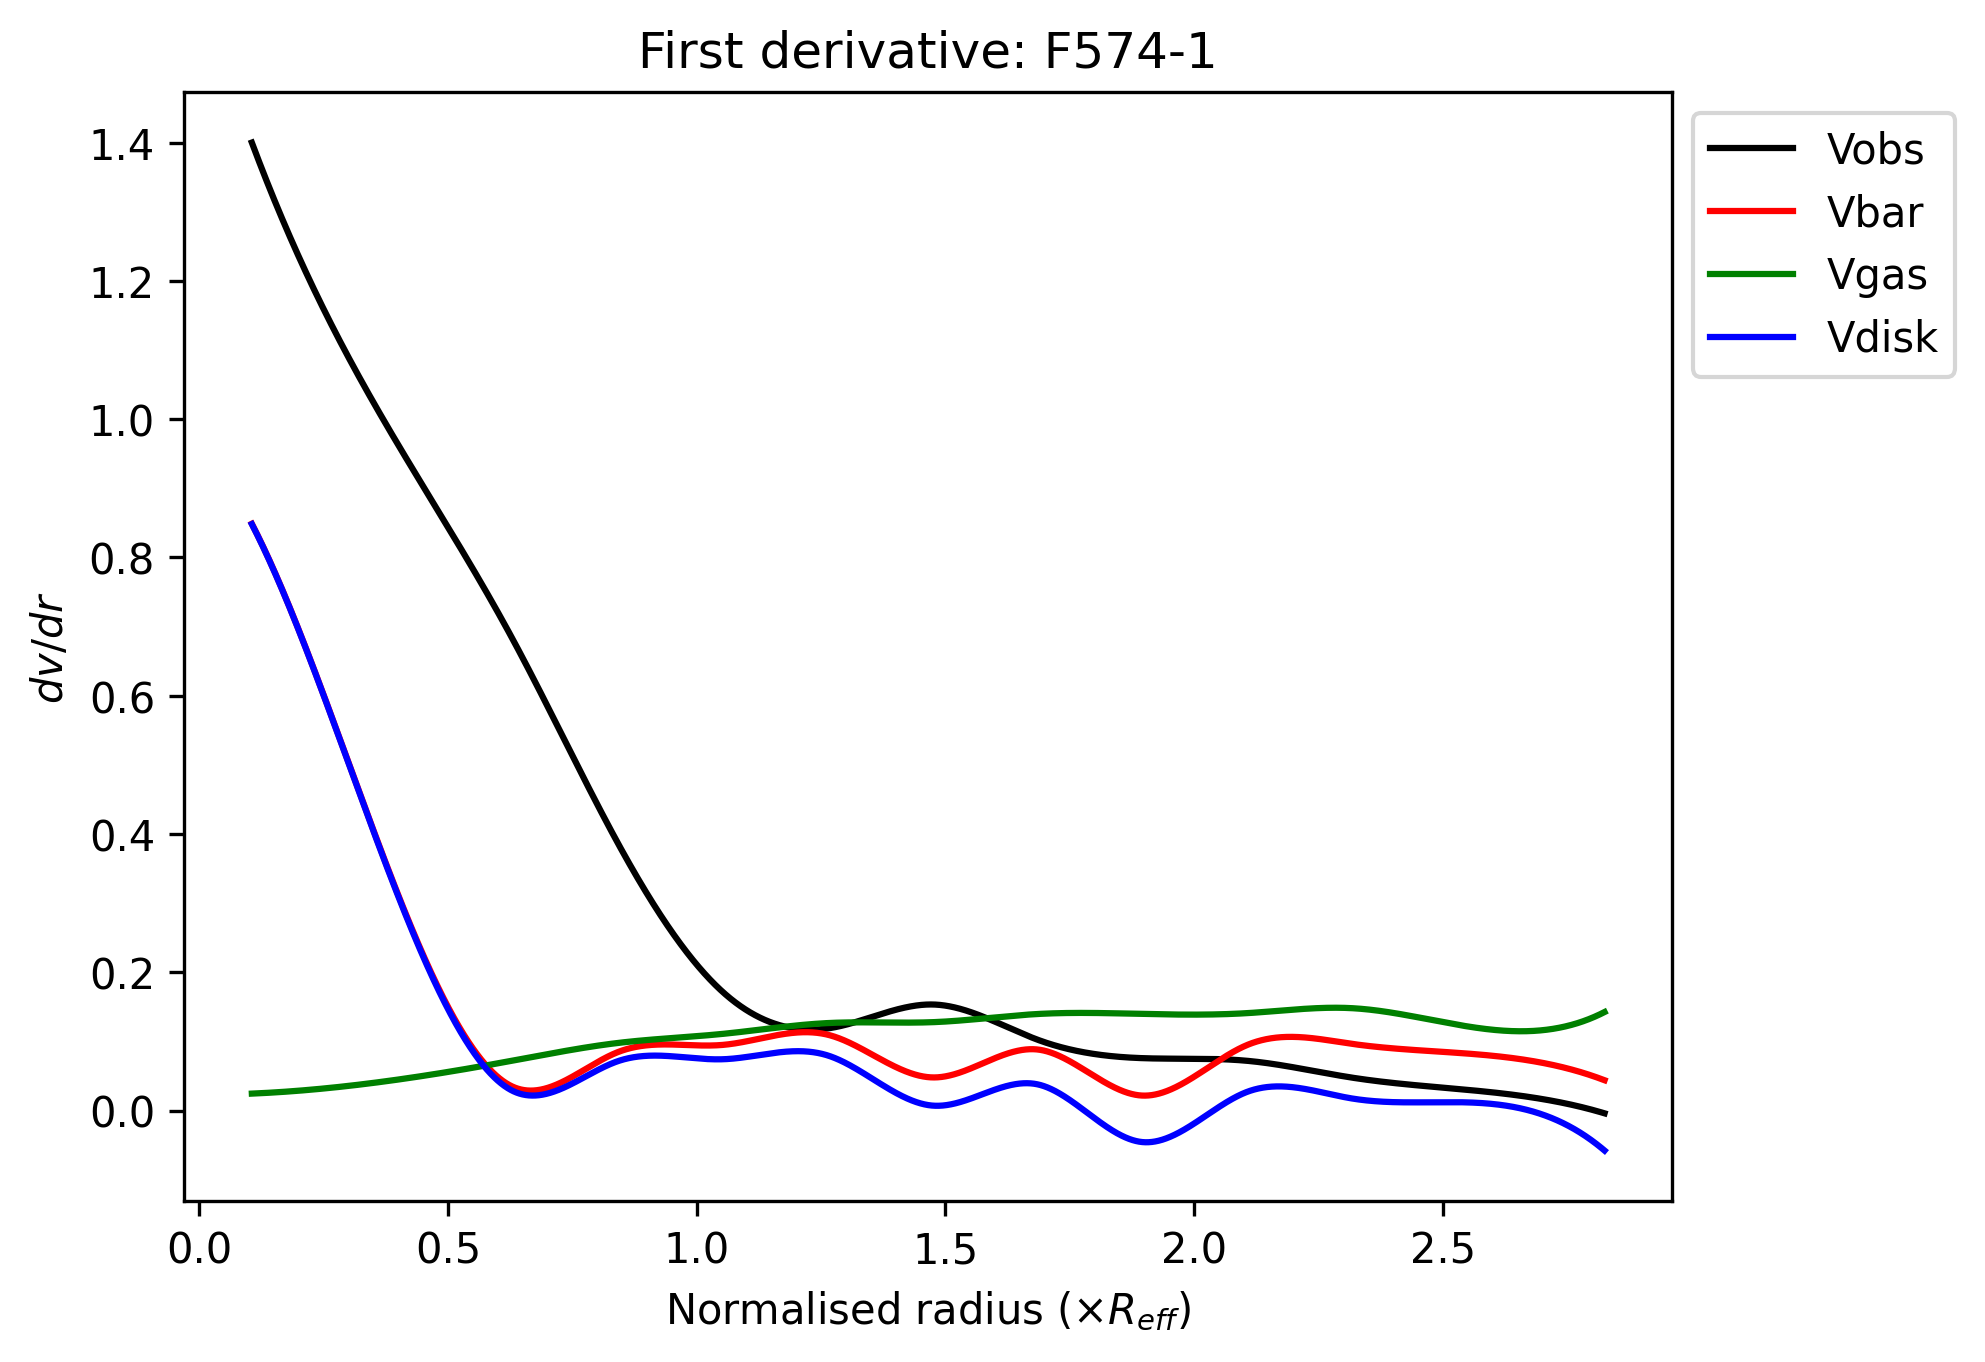 First derivative: F574-1
1.4
1.2
1.0
0.8
0.6
0.4
0.2
0.0
dv/dr
0.0 0.5 1.0 1.5 2.0 2.5
Normalised radius (×R_eff)
Vobs
Vbar
Vgas
Vdisk